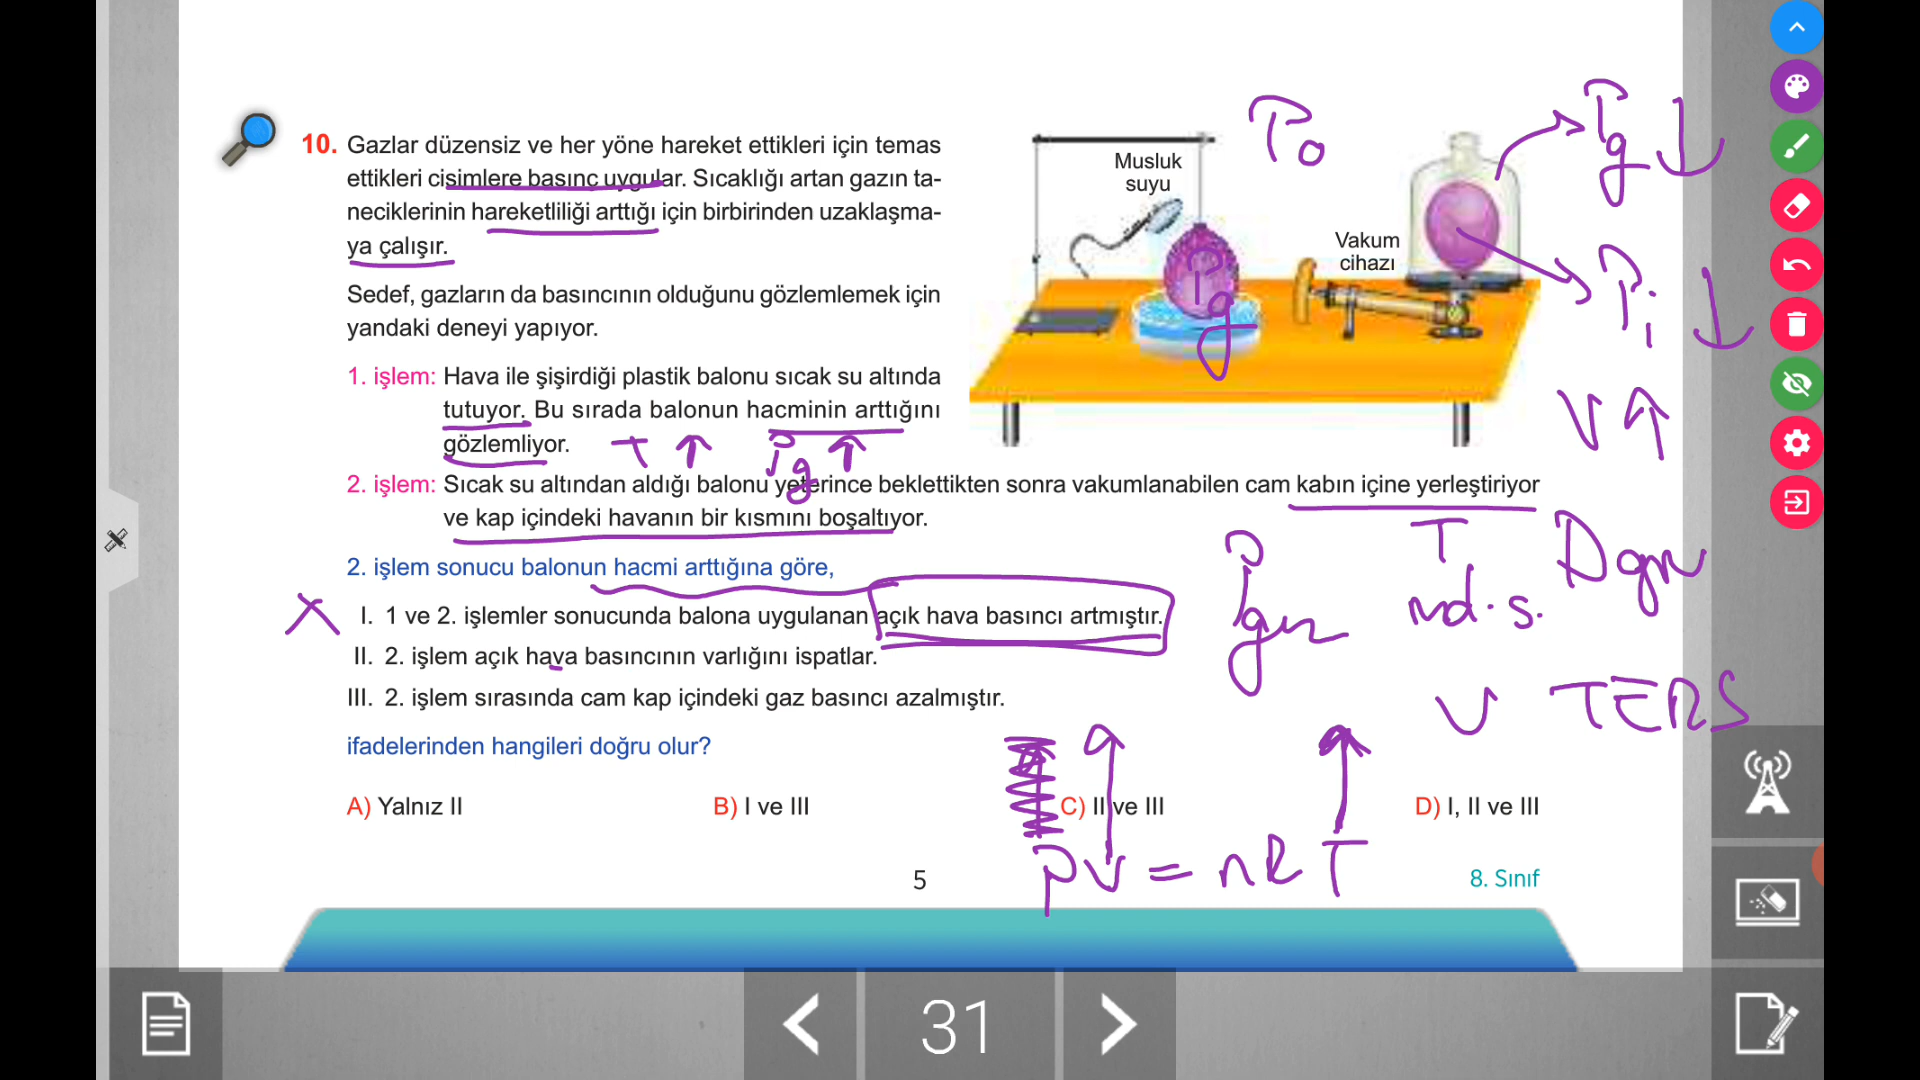 10. Gazlar düzensiz ve her yöne hareket ettikleri için temas
ettikleri cisimlere basınç uygular. Sıcaklığı artan gazın ta-
neciklerinin hareketliliği arttığı için birbirinden uzaklaşma-
ya çalışır.
Sedef, gazların da basıncının olduğunu gözlemlemek için
yandaki deneyi yapıyor.
Musluk
suyu
Vakum
cihazı
P₀
Pg ↓
Pg
Pi ↓
V ↑
1. işlem: Hava ile şişirdiği plastik balonu sıcak su altında
tutuyor. Bu sırada balonun hacminin arttığını
gözlemliyor.
T ↑ Pg ↑
2. işlem: Sıcak su altından aldığı balonu yeterince beklettikten sonra vakumlanabilen cam kabın içine yerleştiriyor
ve kap içindeki havanın bir kısmını boşaltıyor.
2. işlem sonucu balonun hacmi arttığına göre,
I. 1 ve 2. işlemler sonucunda balona uygulanan açık hava basıncı artmıştır.
II. 2. işlem açık hava basıncının varlığını ispatlar.
III. 2. işlem sırasında cam kap içindeki gaz basıncı azalmıştır.
ifadelerinden hangileri doğru olur?
T
V TERS
A) Yalnız II
B) I ve III
C) II ve III
D) I, II ve III
PV = nRT
5
8. Sınıf
31